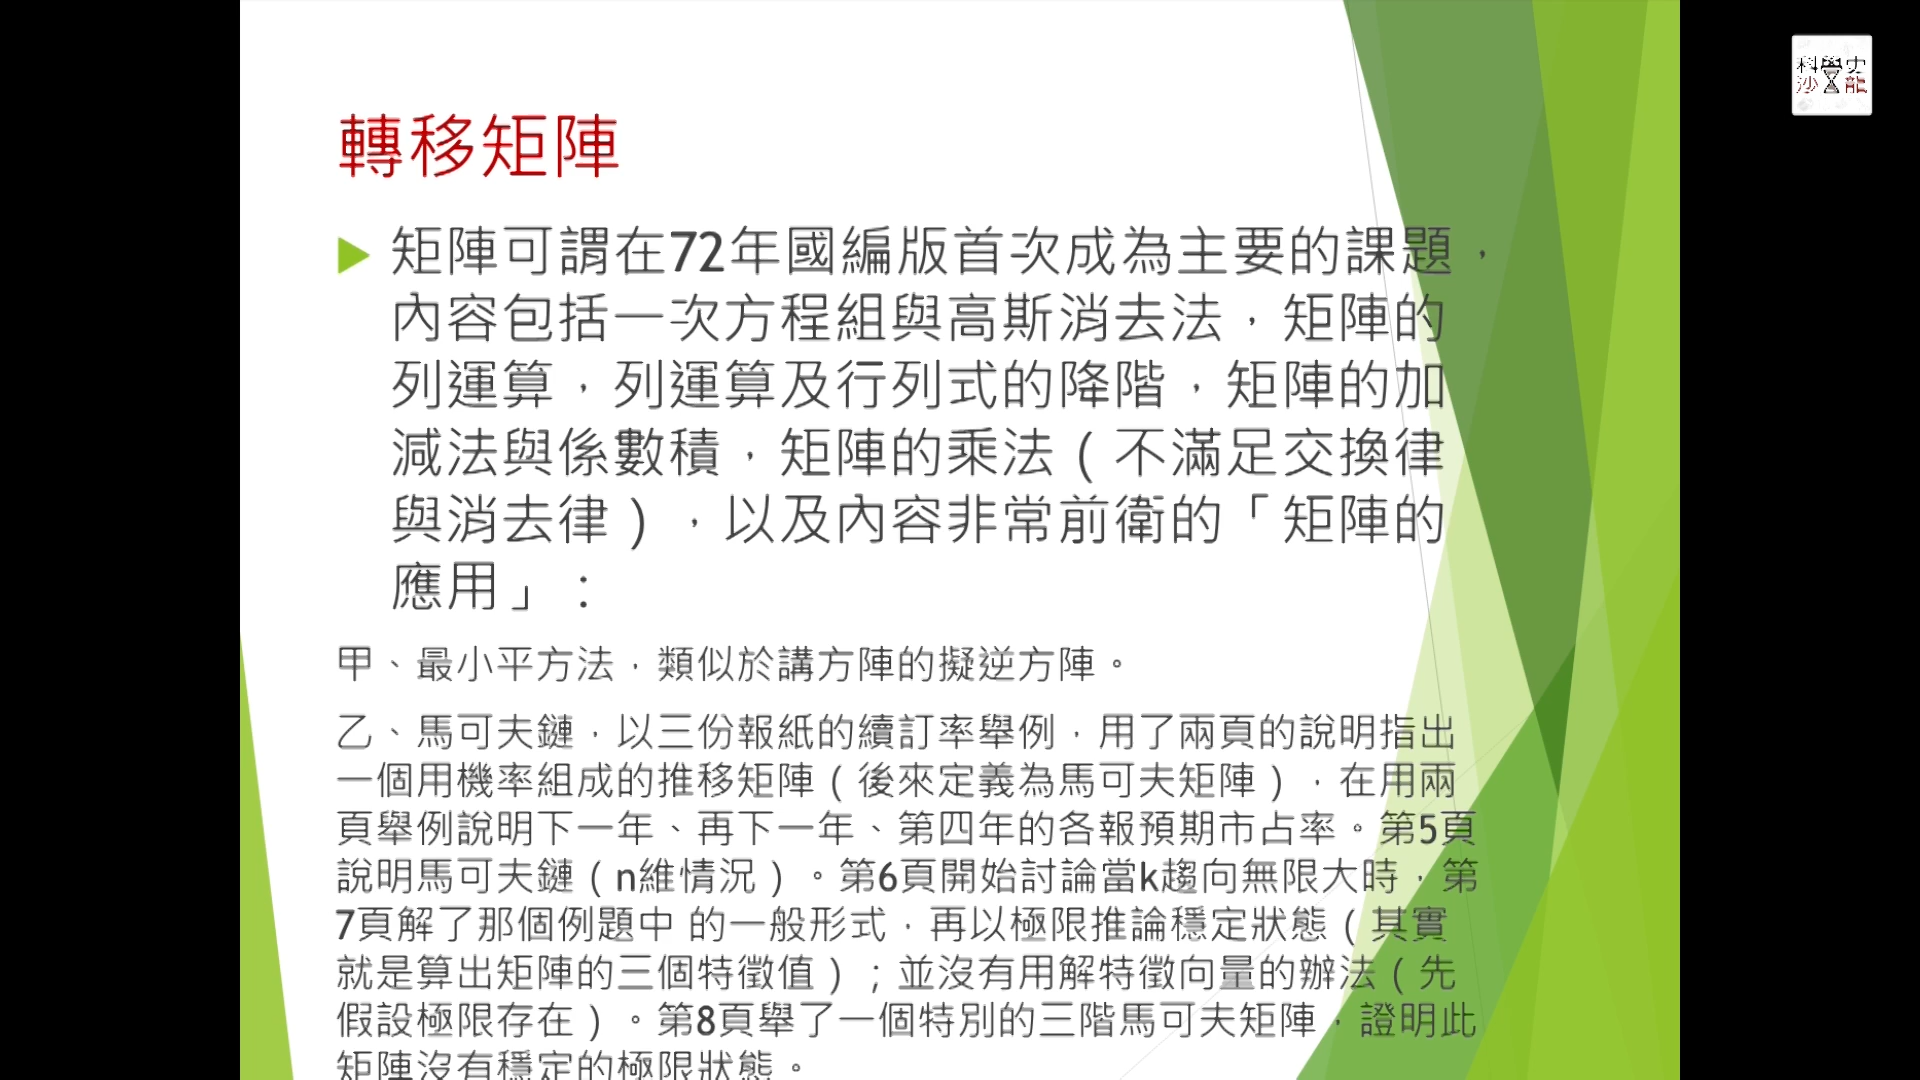 科學史
沙龍
轉移矩陣
矩陣可謂在72年國編版首次成為主要的課題，
內容包括一次方程組與高斯消去法，矩陣的
列運算，列運算及行列式的降階，矩陣的加
減法與係數積，矩陣的乘法（不滿足交換律
與消去律），以及內容非常前衛的「矩陣的
應用」：
甲、最小平方法，類似於講方陣的擬逆方陣。
乙、馬可夫鏈，以三份報紙的續訂率舉例，用了兩頁的說明指出
一個用機率組成的推移矩陣（後來定義為馬可夫矩陣），在用兩
頁舉例說明下一年、再下一年、第四年的各報預期市占率。第5頁
說明馬可夫鏈（n維情況）。第6頁開始討論當k趨向無限大時，第
7頁解了那個例題中 的一般形式，再以極限推論穩定狀態（其實
就是算出矩陣的三個特徵值）；並沒有用解特徵向量的辦法（先
假設極限存在）。第8頁舉了一個特別的三階馬可夫矩陣，證明此
矩陣沒有穩定的極限狀態。